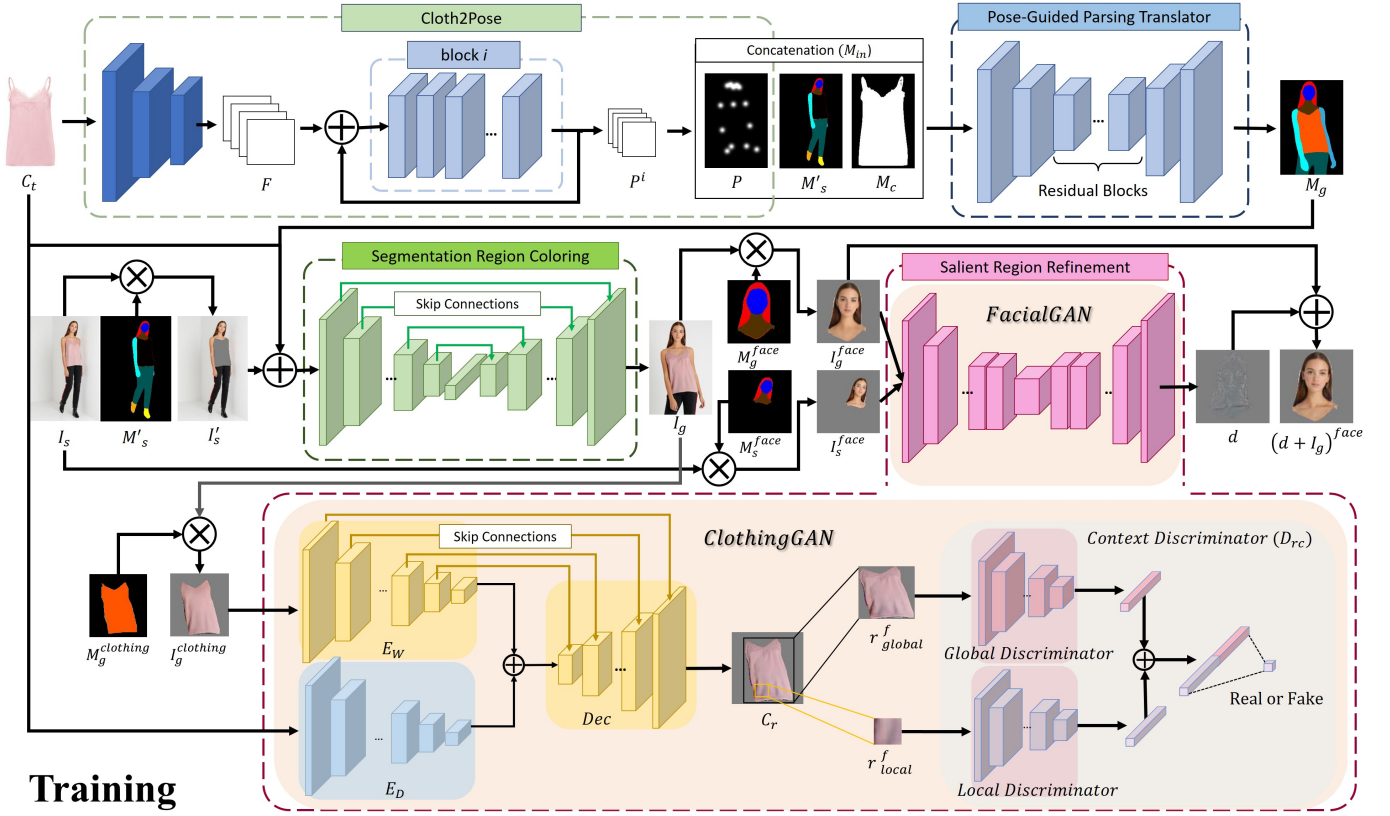 Cloth2Pose
Pose-Guided Parsing Translator
block i
Concatenation (M_in)
...
...
C_t
F
P^i
P
M'_s
M_c
Residual Blocks
M_g
Segmentation Region Coloring
Salient Region Refinement
Skip Connections
FacialGAN
M_g^face
I_g^face
...
...
...
...
I_s
M'_s
I'_s
I_g
M_s^face
I_s^face
d
(d + I_g)^face
ClothingGAN
Skip Connections
Context Discriminator (D_rc)
...
...
E_W
M_g^clothing
I_g^clothing
r^f_global
Global Discriminator
...
...
Dec
C_r
r^f_local
...
Real or Fake
E_D
Local Discriminator
Training